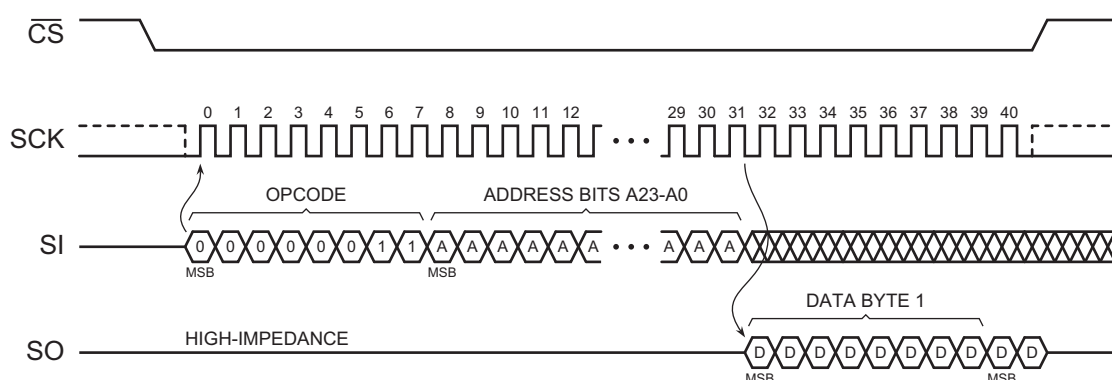 CS
SCK
0 1 2 3 4 5 6 7 8 9 10 11 12 29 30 31 32 33 34 35 36 37 38 39 40
OPCODE
ADDRESS BITS A23-A0
SI
0 0 0 0 0 0 1 1 A A A A A A A A A
MSB MSB
DATA BYTE 1
HIGH-IMPEDANCE
SO
D D D D D D D D D D
MSB MSB